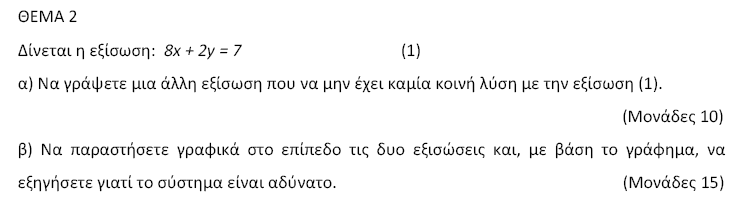 ΘΕΜΑ 2
Δίνεται η εξίσωση: 8x + 2y = 7 (1)
α) Να γράψετε μια άλλη εξίσωση που να μην έχει καμία κοινή λύση με την εξίσωση (1).
(Μονάδες 10)
β) Να παραστήσετε γραφικά στο επίπεδο τις δυο εξισώσεις και, με βάση το γράφημα, να
εξηγήσετε γιατί το σύστημα είναι αδύνατο. (Μονάδες 15)